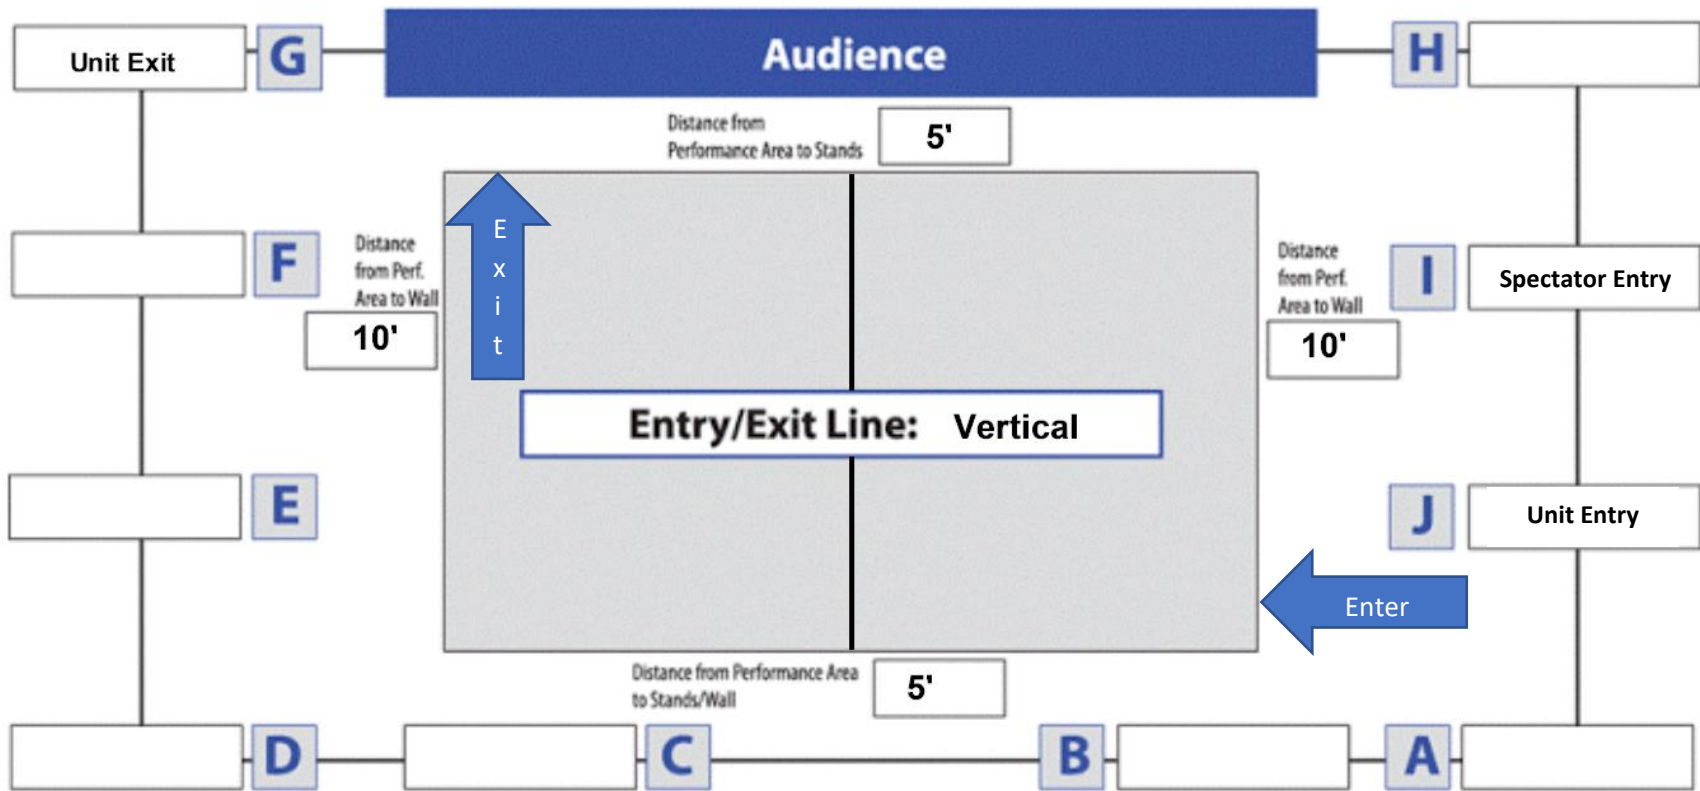 Unit Exit
G
Audience
H
Distance from
Performance Area to Stands
5'
E
x
i
t
F
Distance
from Perf.
Area to Wall
10'
Distance
from Perf.
Area to Wall
10'
I
Spectator Entry
Entry/Exit Line: Vertical
E
J
Unit Entry
Enter
Distance from Performance Area
to Stands/Wall
5'
D
C
B
A